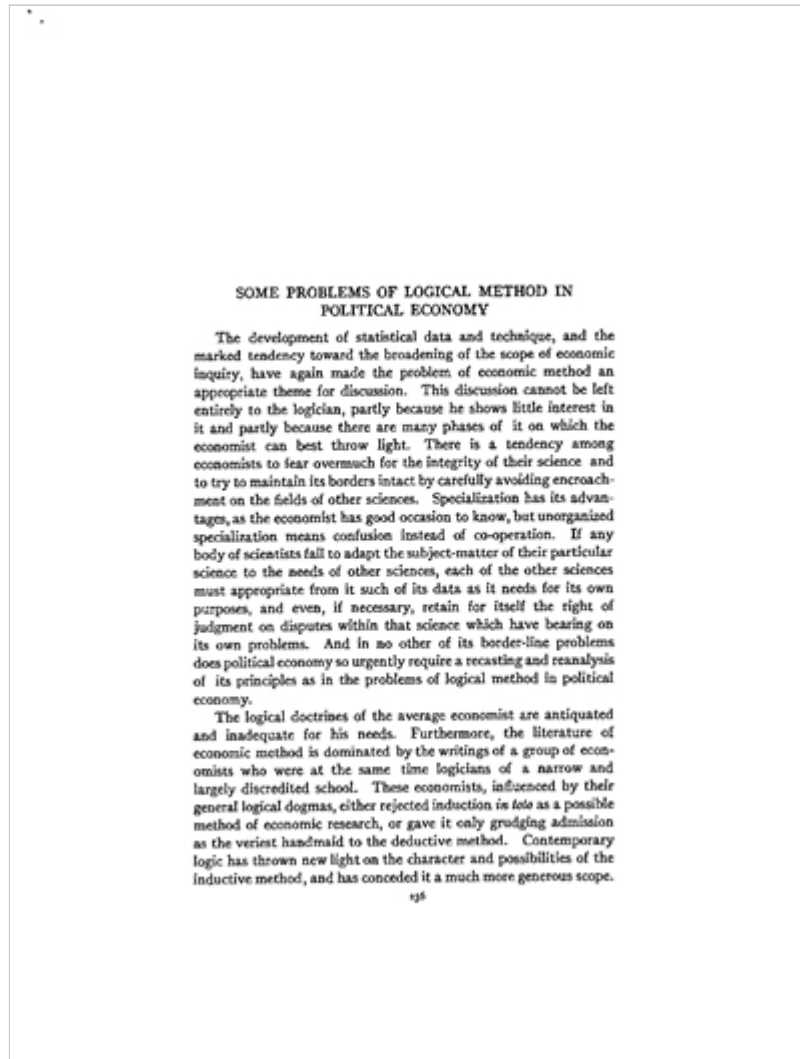 SOME PROBLEMS OF LOGICAL METHOD IN
POLITICAL ECONOMY
The development of statistical data and technique, and the
marked tendency toward the broadening of the scope of economic
inquiry, have again made the problem of economic method an
appropriate theme for discussion. This discussion cannot be left
entirely to the logician, partly because he shows little interest in
it and partly because there are many phases of it on which the
economist can best throw light. There is a tendency among
economists to fear overmuch for the integrity of their science and
to try to maintain its borders intact by carefully avoiding encroach-
ment on the fields of other sciences. Specialization has its advan-
tages, as the economist has good occasion to know, but unorganized
specialization means confusion instead of co-operation. If any
body of scientists fail to adapt the subject-matter of their particular
science to the needs of other sciences, each of the other sciences
must appropriate from it such of its data as it needs for its own
purposes, and even, if necessary, retain for itself the right of
judgment on disputes within that science which have bearing on
its own problems. And in no other of its border-line problems
does political economy so urgently require a recasting and reanalysis
of its principles as in the problems of logical method in political
economy.
The logical doctrines of the average economist are antiquated
and inadequate for his needs. Furthermore, the literature of
economic method is dominated by the writings of a group of econ-
omists who were at the same time logicians of a narrow and
largely discredited school. These economists, influenced by their
general logical dogmas, either rejected induction in toto as a possible
method of economic research, or gave it only grudging admission
as the veriest handmaid to the deductive method. Contemporary
logic has thrown new light on the character and possibilities of the
inductive method, and has conceded it a much more generous scope.
136